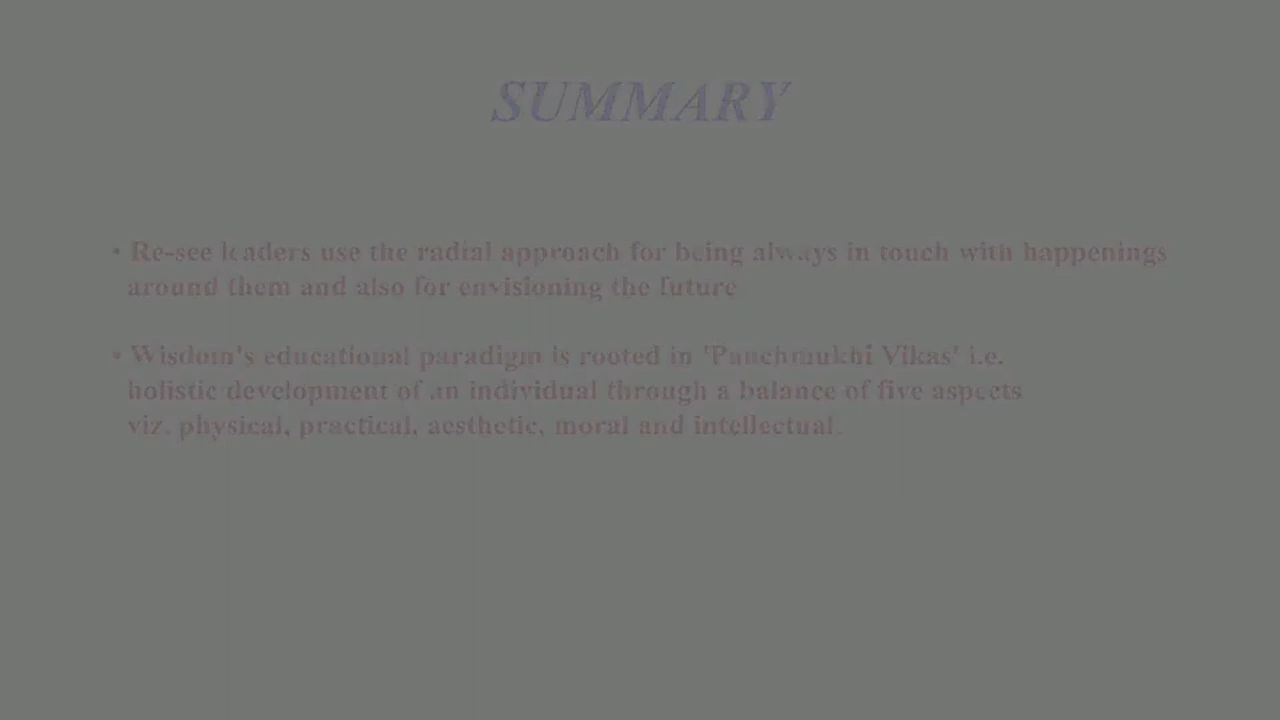 SUMMARY
• Re-see leaders use the radial approach for being always in touch with happenings
around them and also for envisioning the future
• Wisdom's educational paradigm is rooted in 'Panchmukhi Vikas' i.e.
holistic development of an individual through a balance of five aspects
viz. physical, practical, aesthetic, moral and intellectual.